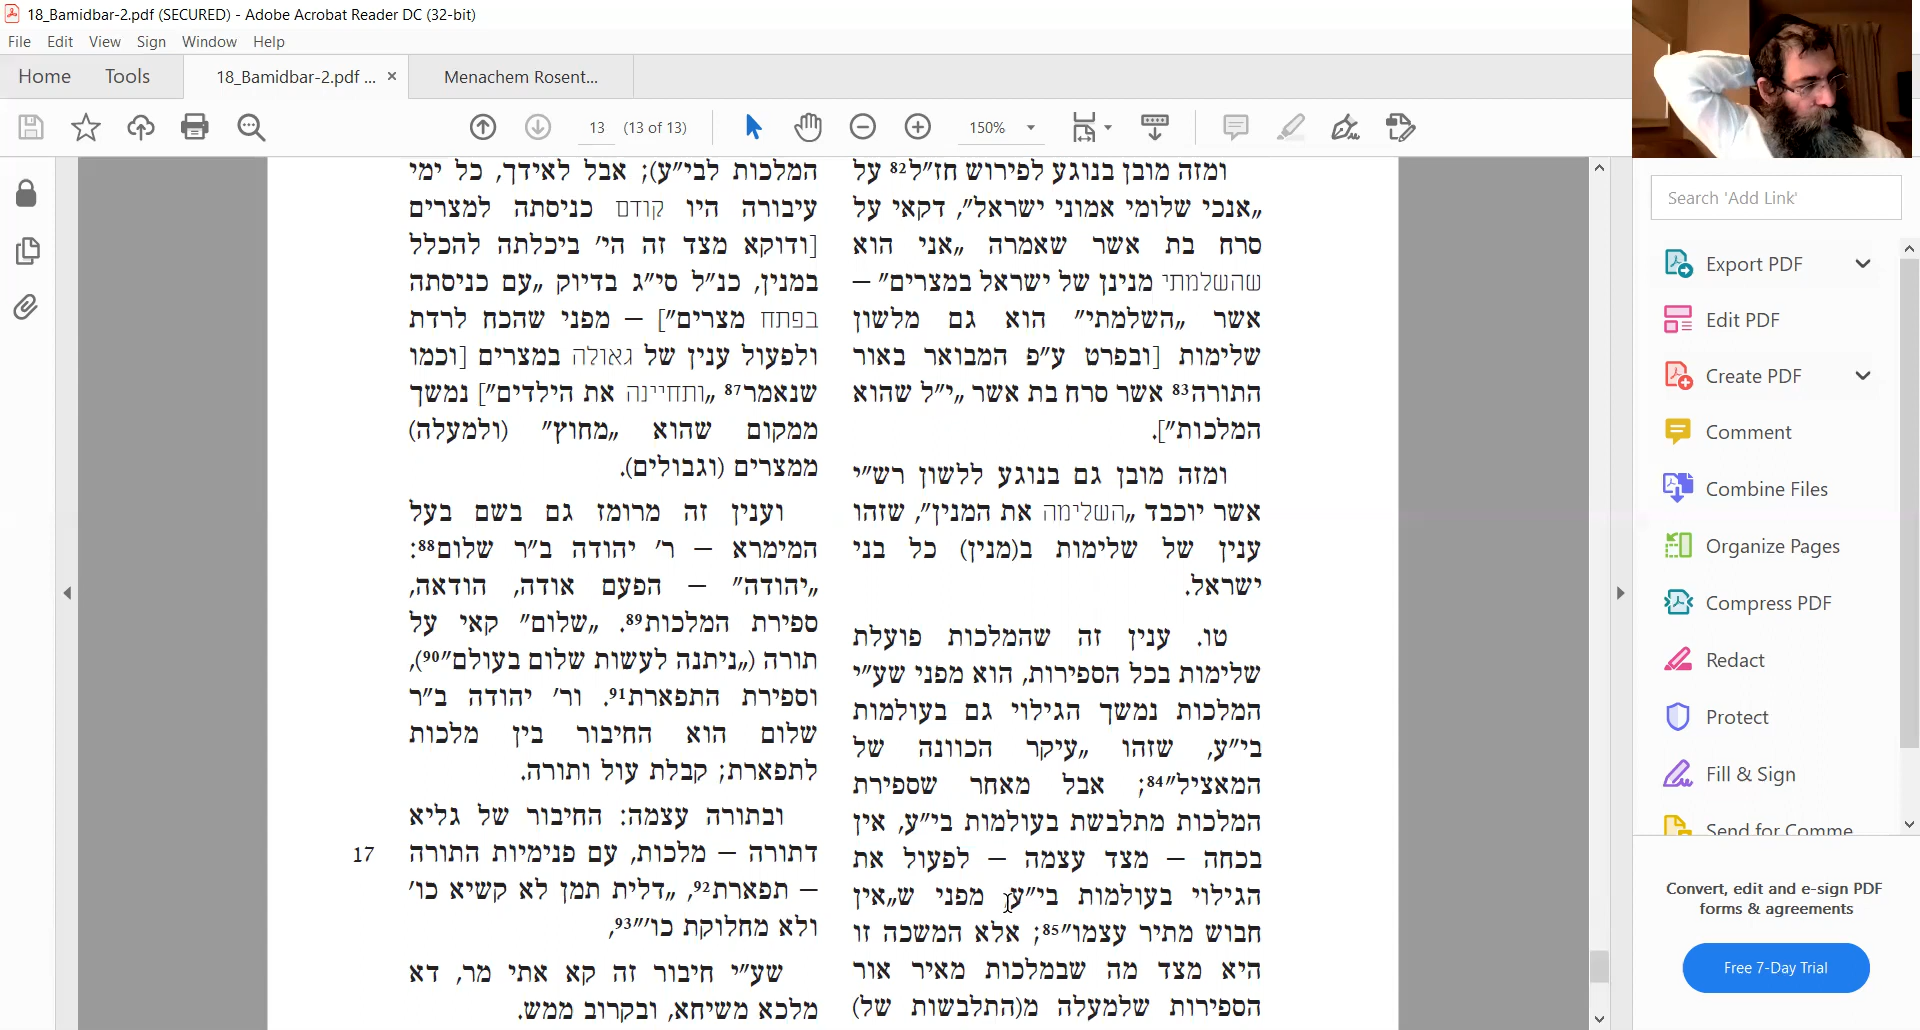 18_Bamidbar-2.pdf (SECURED) - Adobe Acrobat Reader DC (32-bit)
File Edit View Sign Window Help
Home Tools 18_Bamidbar-2.pdf ... × Menachem Rosent...
13 (13 of 13) 150%
ומזה מובן בנוגע לפירוש חז"ל82 על
„אנכי שלומי אמוני ישראל", דקאי על
סרח בת אשר שאמרה „אני הוא
שהשלמתי מנינן של ישראל במצרים" —
אשר „השלמתי" הוא גם מלשון
שלימות [ובפרט ע"פ המבואר באור
התורה83 אשר סרח בת אשר „י"ל שהוא
המלכות"].
ומזה מובן גם בנוגע ללשון רש"י
אשר יוכבד „השלימה את המנין", שזהו
ענין של שלימות ב(מנין) כל בני
ישראל.
טו. ענין זה שהמלכות פועלת
שלימות בכל הספירות, הוא מפני שע"י
המלכות נמשך הגילוי גם בעולמות
בי"ע, שזהו „עיקר הכוונה של
המאציל"84; אבל מאחר שספירת
המלכות מתלבשת בעולמות בי"ע, אין
בכחה — מצד עצמה — לפעול את
הגילוי בעולמות בי"ע, מפני ש„אין
חבוש מתיר עצמו"85; אלא המשכה זו
היא מצד מה שבמלכות מאיר אור
הספירות שלמעלה מ(התלבשות של)
המלכות לבי"ע); אבל לאידך, כל ימי
עיבורה היו קודם כניסתה למצרים
[ודוקא מצד זה הי' ביכלתה להכלל
במנין, כנ"ל סי"ג בדיוק „עם כניסתה
בפתח מצרים"] — מפני שהכח לרדת
ולפעול ענין של גאולה במצרים [וכמו
שנאמר87 „ותחיינה את הילדים"] נמשך
ממקום שהוא „מחוץ" (ולמעלה)
ממצרים (וגבולים).
וענין זה מרומז גם בשם בעל
המימרא — ר' יהודה ב"ר שלום88:
„יהודה" — הפעם אודה, הודאה,
ספירת המלכות89. „שלום" קאי על
תורה („ניתנה לעשות שלום בעולם"90),
וספירת התפארת91. ור' יהודה ב"ר
שלום הוא החיבור בין מלכות
לתפארת; קבלת עול ותורה.
ובתורה עצמה: החיבור של גליא
דתורה — מלכות, עם פנימיות התורה
— תפארת92, „דלית תמן לא קשיא כו'
ולא מחלוקת כו'"93,
שע"י חיבור זה קא אתי מר, דא
מלכא משיחא, ובקרוב ממש.
17
Search 'Add Link'
Export PDF
Edit PDF
Create PDF
Comment
Combine Files
Organize Pages
Compress PDF
Redact
Protect
Fill & Sign
Send for Comme
Convert, edit and e-sign PDF
forms & agreements
Free 7-Day Trial